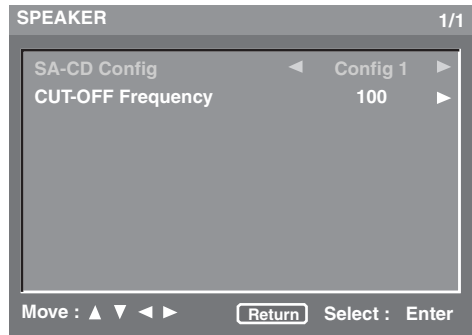 SPEAKER 1/1
SA-CD Config ◄ Config 1 ►
CUT-OFF Frequency 100 ►
Move : ▲ ▼ ◄ ► Return Select : Enter